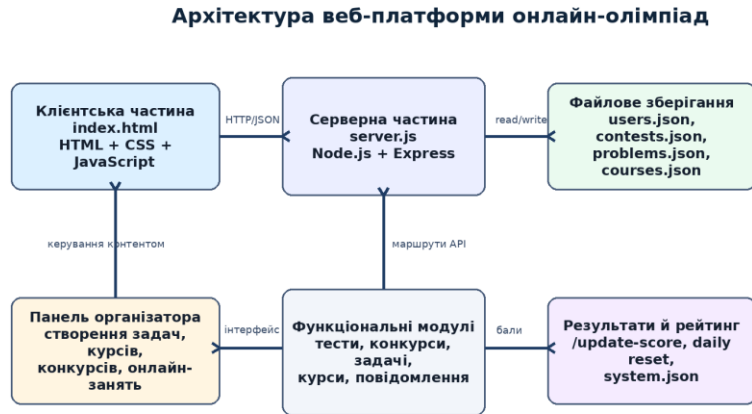 Архітектура веб-платформи онлайн-олімпіад
Клієнтська частина
index.html
HTML + CSS +
JavaScript
HTTP/JSON
Серверна частина
server.js
Node.js + Express
read/write
Файлове зберігання
users.json,
contests.json,
problems.json,
courses.json
керування контентом
маршрути API
Панель організатора
створення задач,
курсів,
конкурсів, онлайн-
занять
інтерфейс
Функціональні модулі
тести, конкурси,
задачі,
курси, повідомлення
бали
Результати й рейтинг
/update-score, daily
reset,
system.json